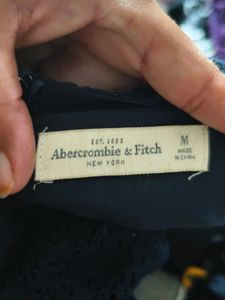 EST. 1892
Abercrombie & Fitch
NEW YORK
M
MADE
IN CHINA